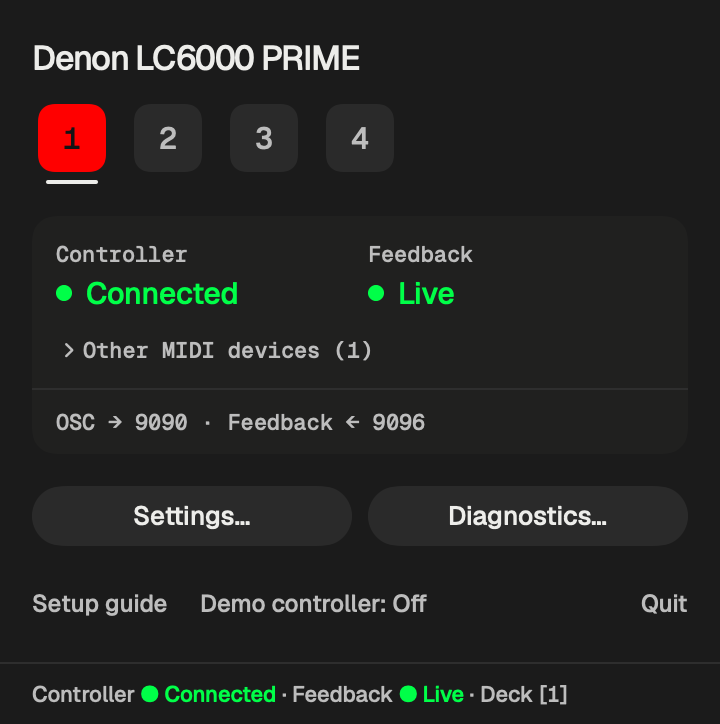 Denon LC6000 PRIME
1 2 3 4
Controller Feedback
Connected Live
Other MIDI devices (1)
OSC → 9090 · Feedback ← 9096
Settings... Diagnostics...
Setup guide Demo controller: Off Quit
Controller Connected · Feedback Live · Deck [1]